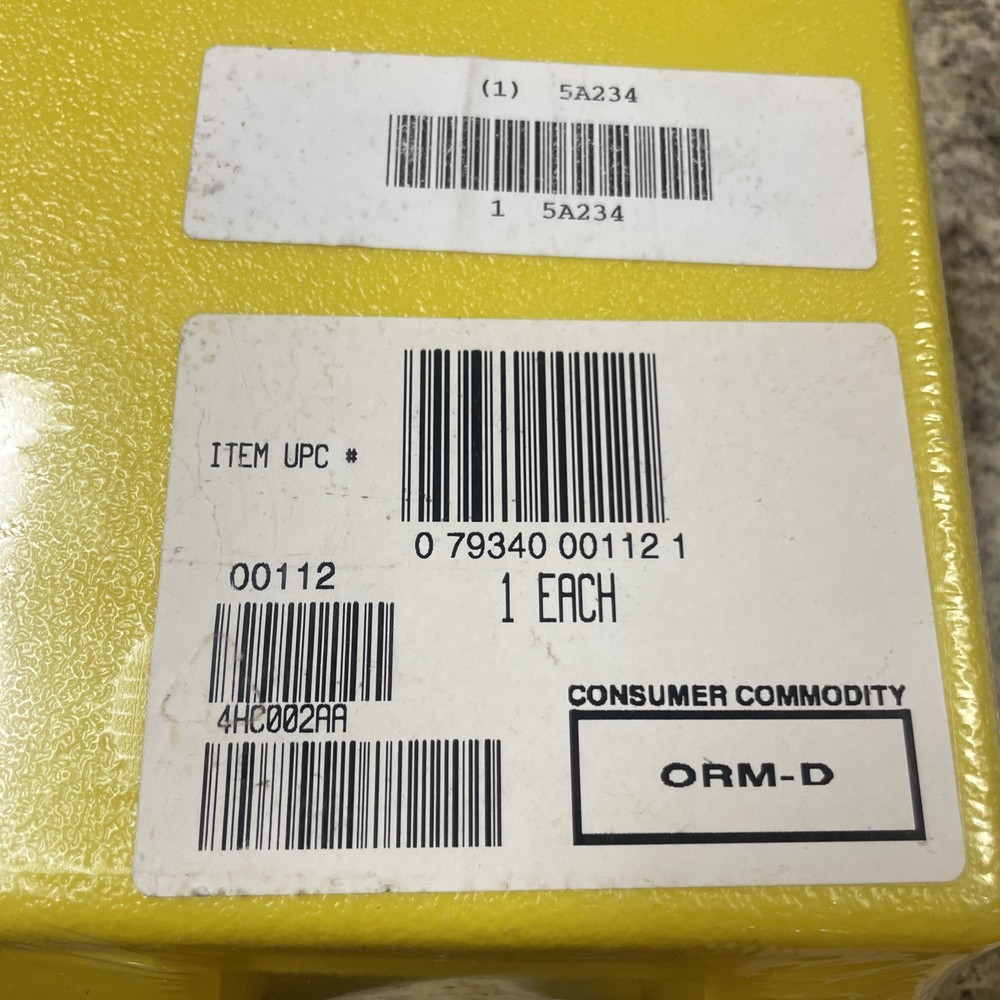 (1) 5A234
1 5A234
ITEM UPC #
0 79340 00112 1
00112
1 EACH
4HC002AA
CONSUMER COMMODITY
ORM-D